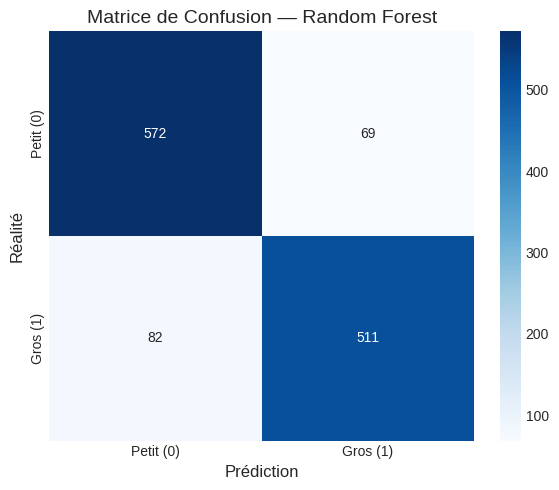 Matrice de Confusion — Random Forest
Petit (0)
572
69
Réalité
Gros (1)
82
511
Petit (0)
Gros (1)
Prédiction
500
400
300
200
100